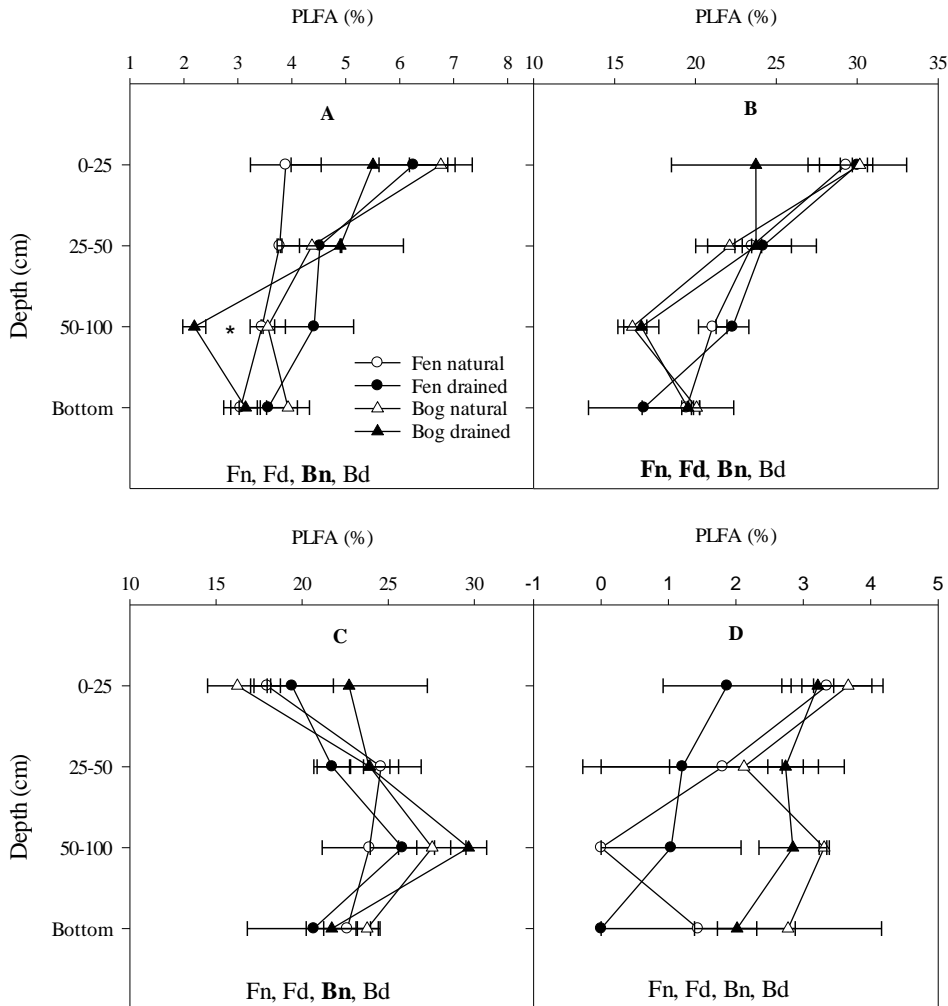 PLFA (%)
PLFA (%)
1 2 3 4 5 6 7 8
10 15 20 25 30 35
A
B
Depth (cm)
0-25
25-50
50-100
Bottom
*
Fen natural
Fen drained
Bog natural
Bog drained
Fn, Fd, Bn, Bd
Fn, Fd, Bn, Bd
PLFA (%)
PLFA (%)
10 15 20 25 30
-1 0 1 2 3 4 5
C
D
Depth (cm)
0-25
25-50
50-100
Bottom
Fn, Fd, Bn, Bd
Fn, Fd, Bn, Bd